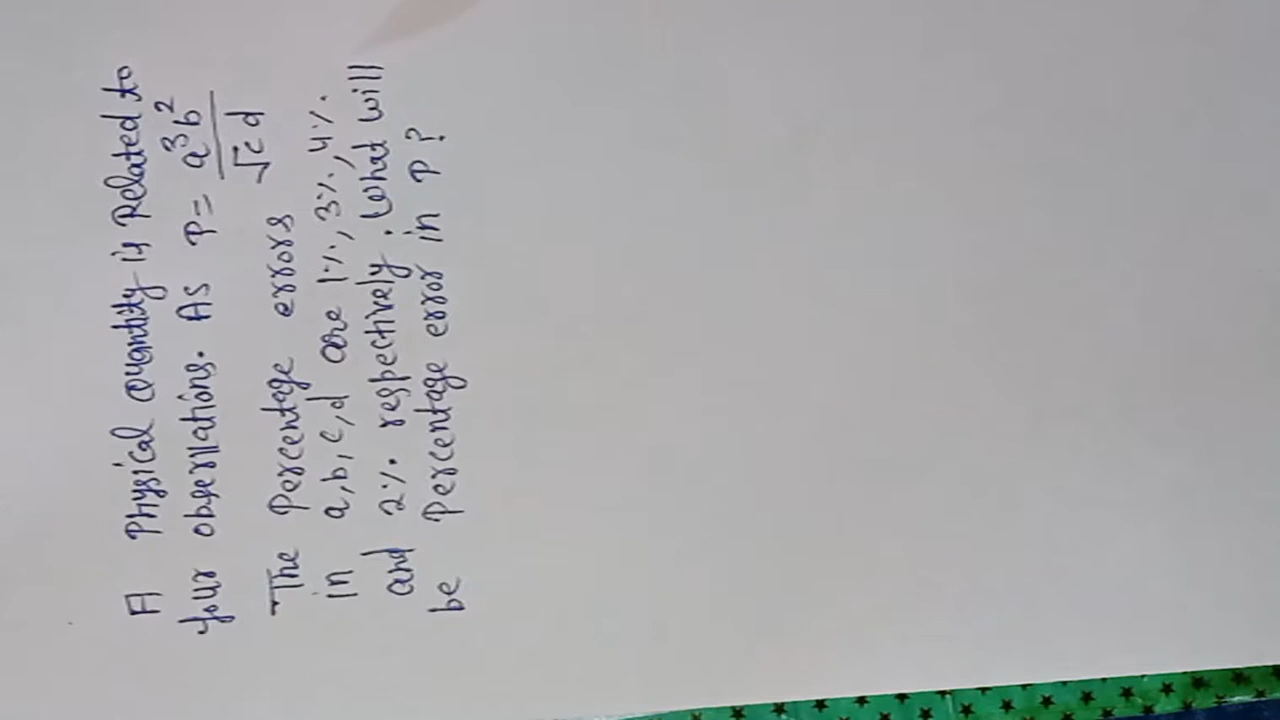 A Physical quantity is Related to
four observations. As P = a³b² / √c d
The Percentage errors
in a, b, c, d are 1%, 3%, 4%.
and 2%. respectively. What will
be Percentage error in P?